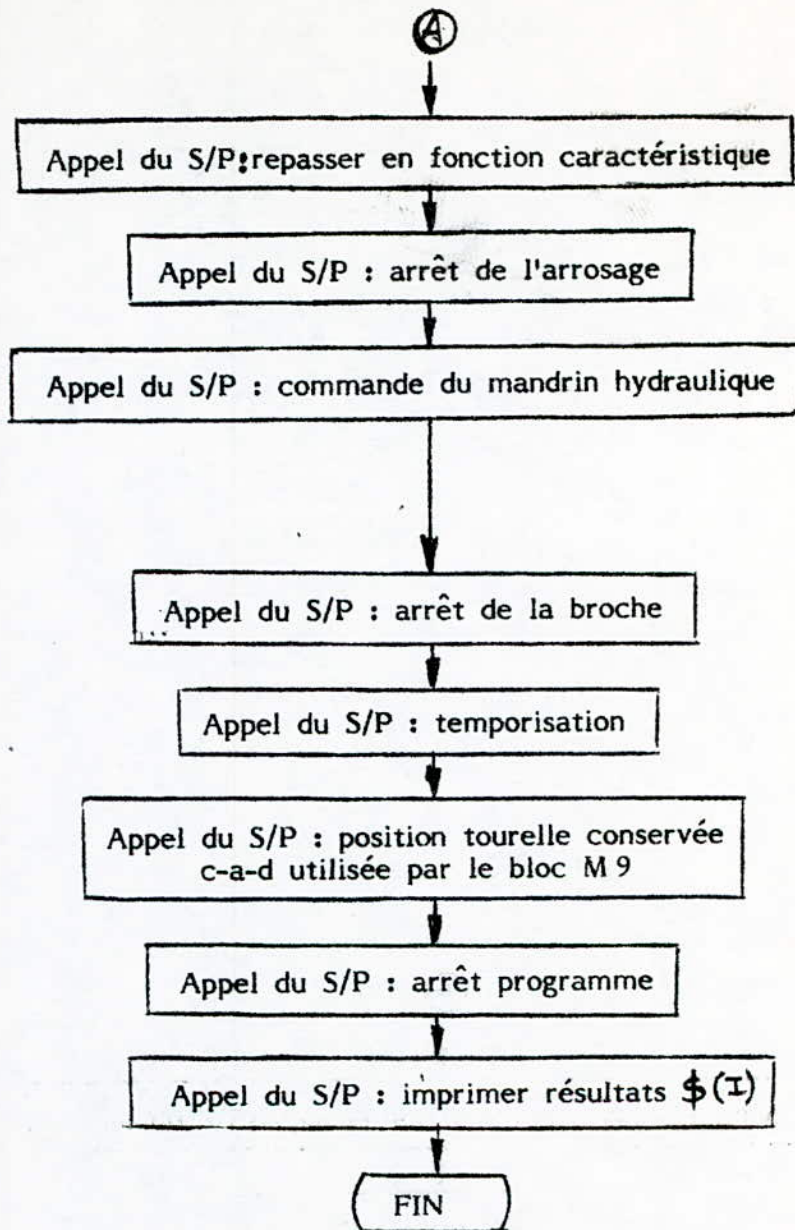 A
Appel du S/P : repasser en fonction caractéristique
Appel du S/P : arrêt de l'arrosage
Appel du S/P : commande du mandrin hydraulique
Appel du S/P : arrêt de la broche
Appel du S/P : temporisation
Appel du S/P : position tourelle conservée
c-a-d utilisée par le bloc M 9
Appel du S/P : arrêt programme
Appel du S/P : imprimer résultats $(I)
FIN